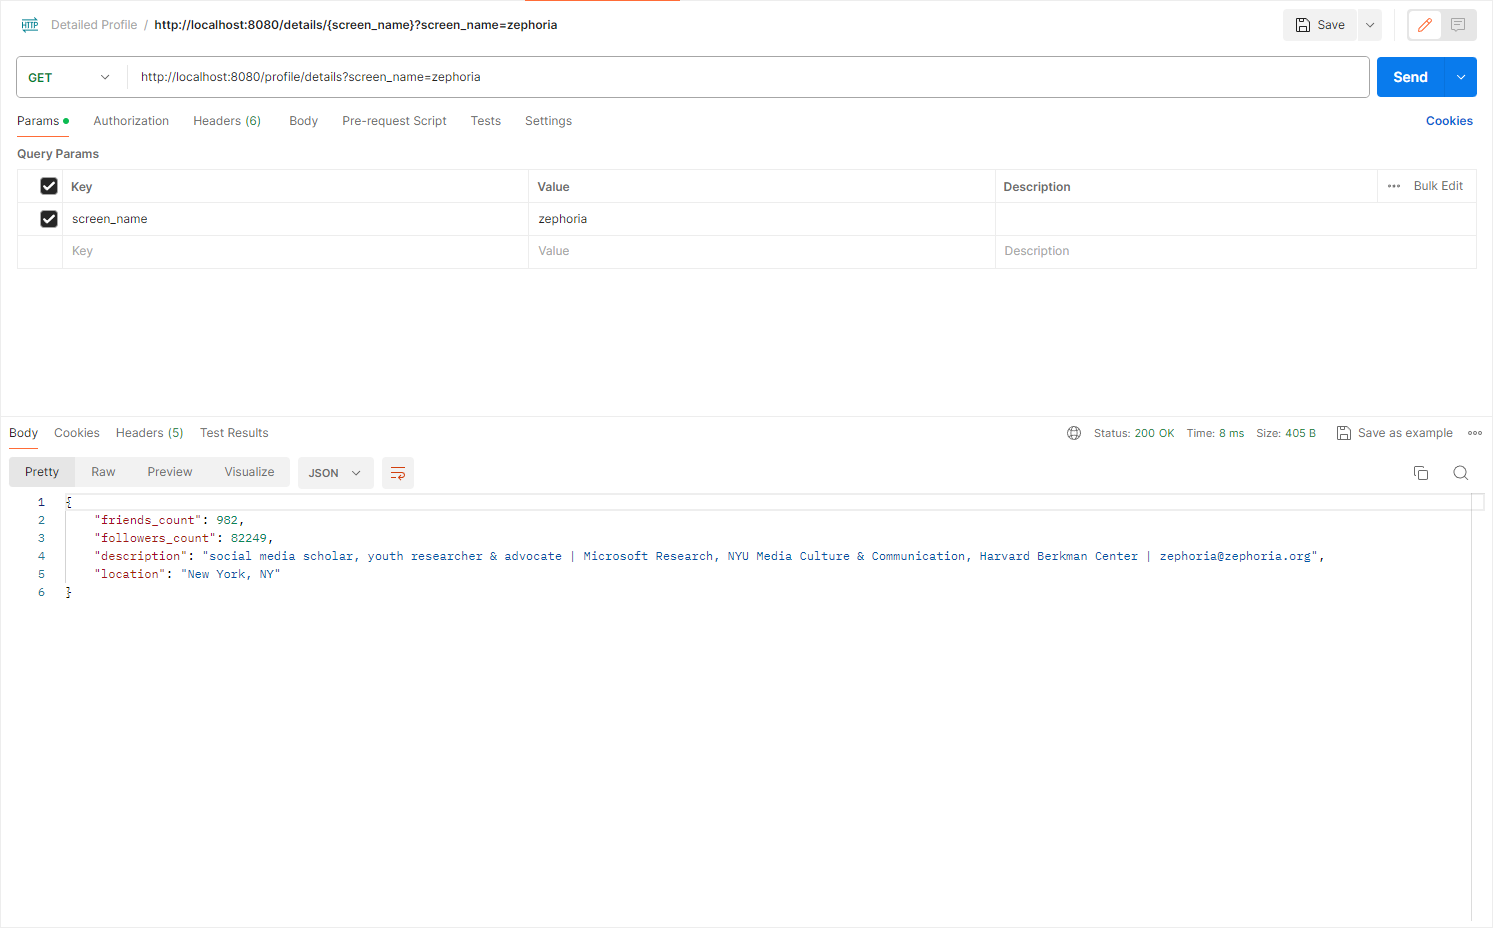 HTTP Detailed Profile / http://localhost:8080/details/{screen_name}?screen_name=zephoria Save
GET http://localhost:8080/profile/details?screen_name=zephoria Send
Params Authorization Headers (6) Body Pre-request Script Tests Settings Cookies
Query Params
Key Value Description Bulk Edit
screen_name zephoria
Key Value Description
Body Cookies Headers (5) Test Results Status: 200 OK Time: 8 ms Size: 405 B Save as example
Pretty Raw Preview Visualize JSON
1 {
2 "friends_count": 982,
3 "followers_count": 82249,
4 "description": "social media scholar, youth researcher & advocate | Microsoft Research, NYU Media Culture & Communication, Harvard Berkman Center | zephoria@zephoria.org",
5 "location": "New York, NY"
6 }